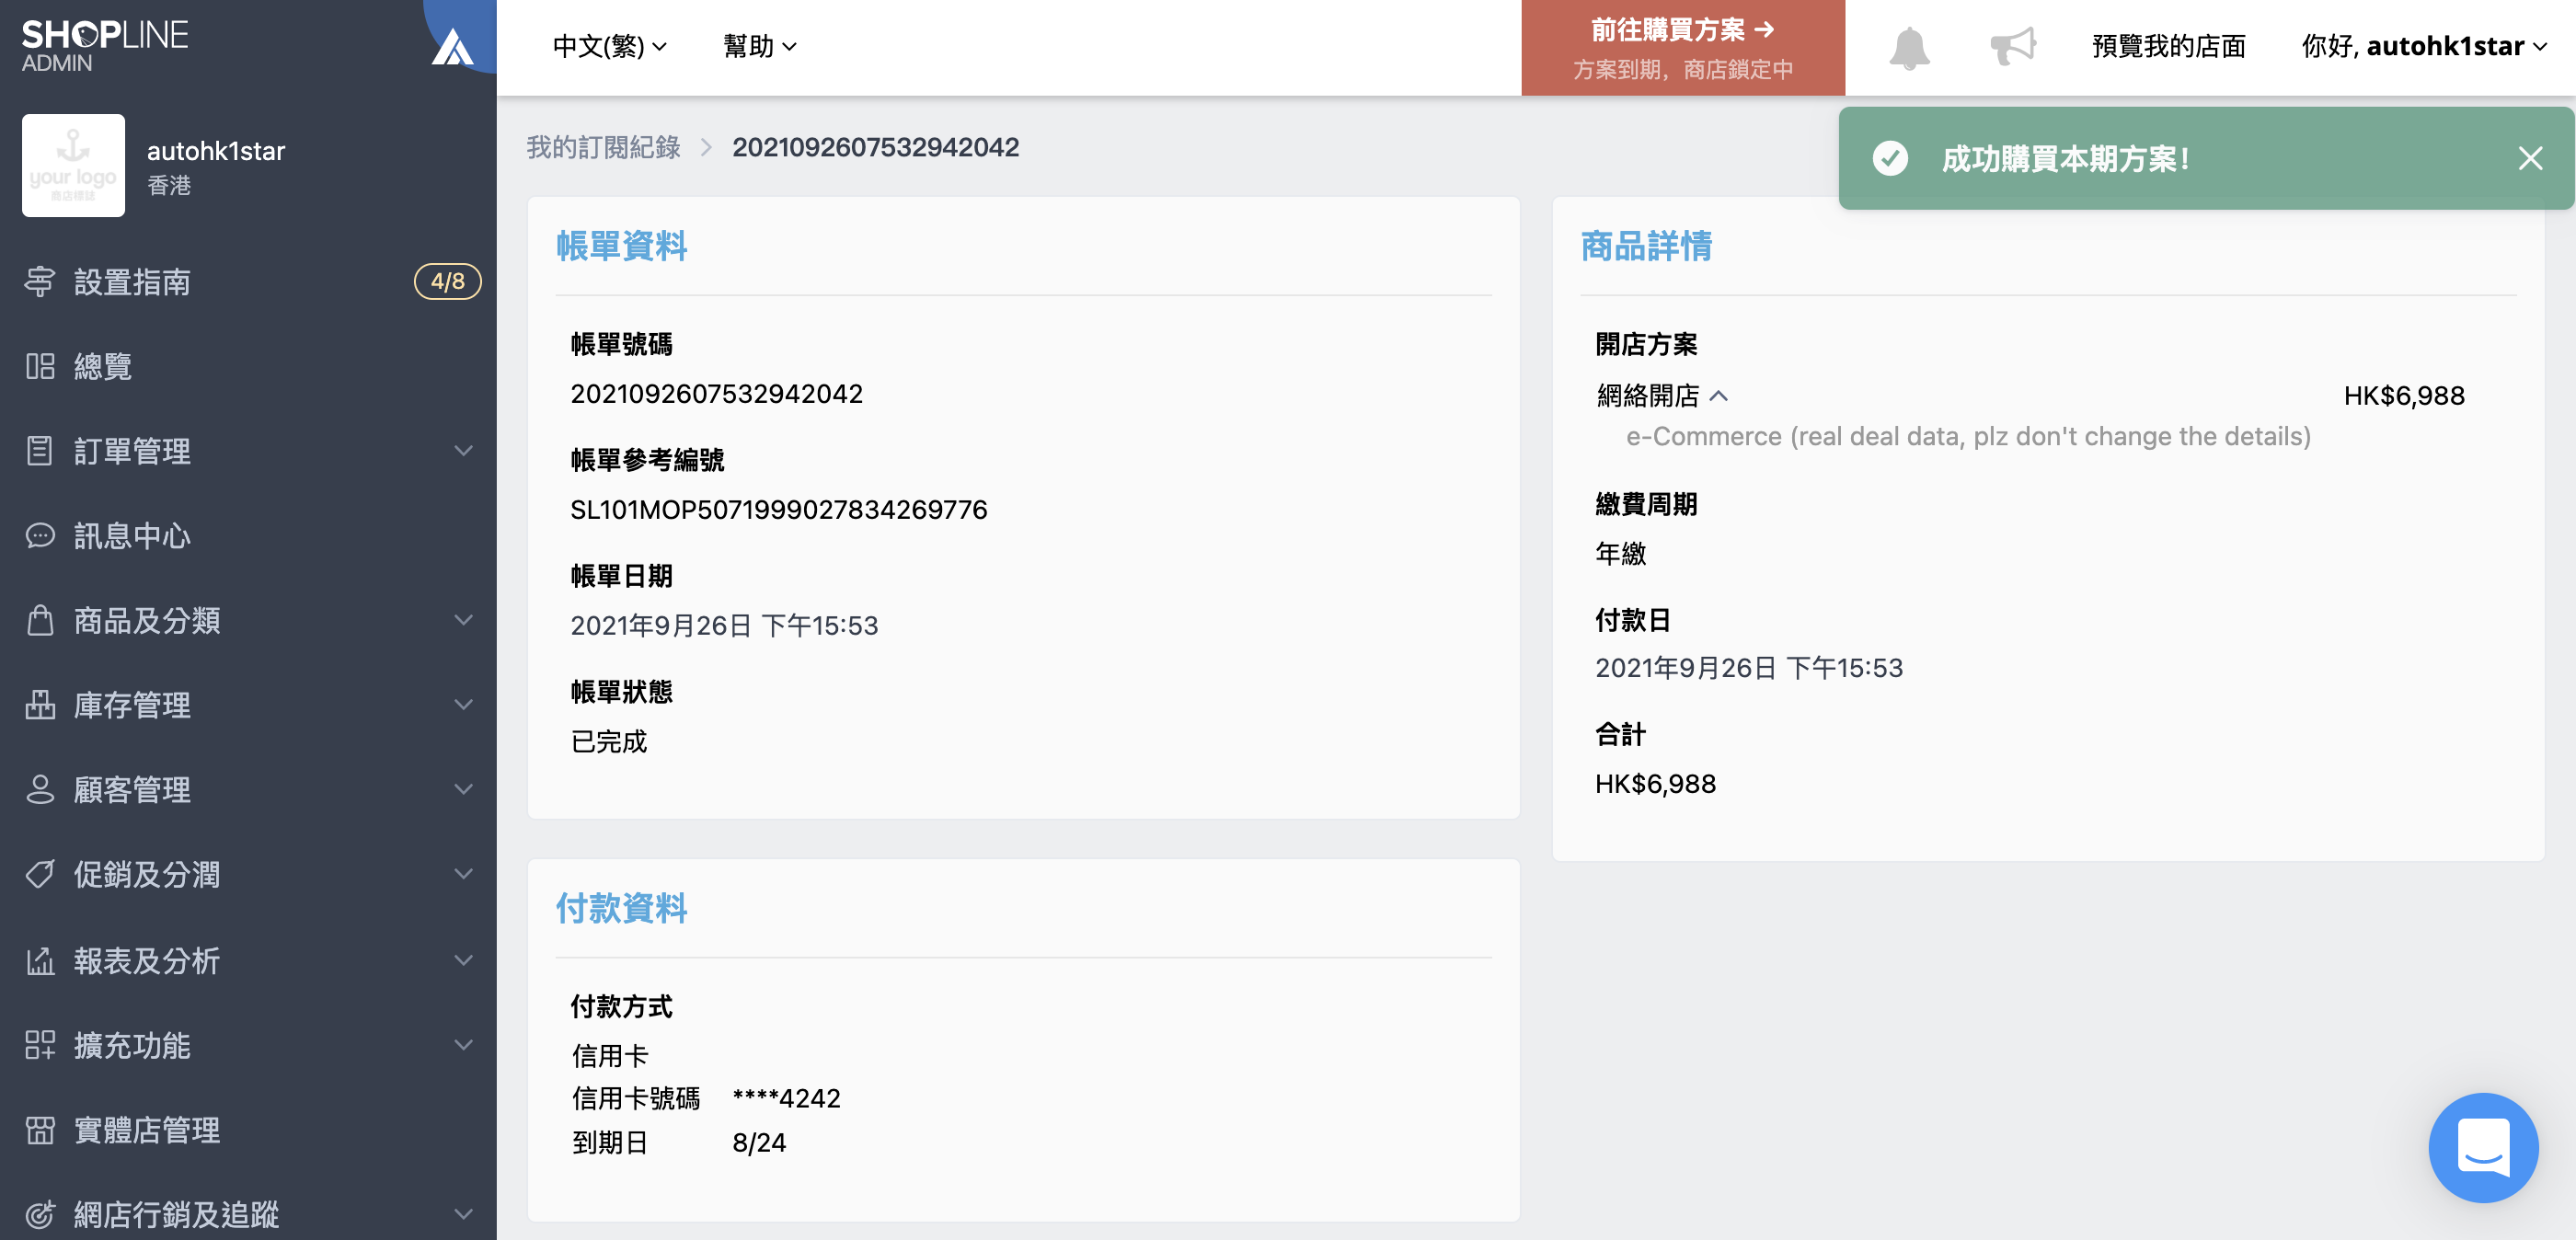 SHOPLINE
ADMIN
your logo
商店標誌
autohk1star
香港
設置指南
4/8
總覽
訂單管理
訊息中心
商品及分類
庫存管理
顧客管理
促銷及分潤
報表及分析
擴充功能
實體店管理
網店行銷及追蹤
中文(繁)
幫助
前往購買方案 →
方案到期，商店鎖定中
預覽我的店面
你好, autohk1star
成功購買本期方案!
我的訂閱紀錄 > 2021092607532942042
帳單資料
帳單號碼
2021092607532942042
帳單參考編號
SL101MOP5071999027834269776
帳單日期
2021年9月26日 下午15:53
帳單狀態
已完成
付款資料
付款方式
信用卡
信用卡號碼 ****4242
到期日 8/24
商品詳情
開店方案
網絡開店 HK$6,988
e-Commerce (real deal data, plz don't change the details)
繳費周期
年繳
付款日
2021年9月26日 下午15:53
合計
HK$6,988